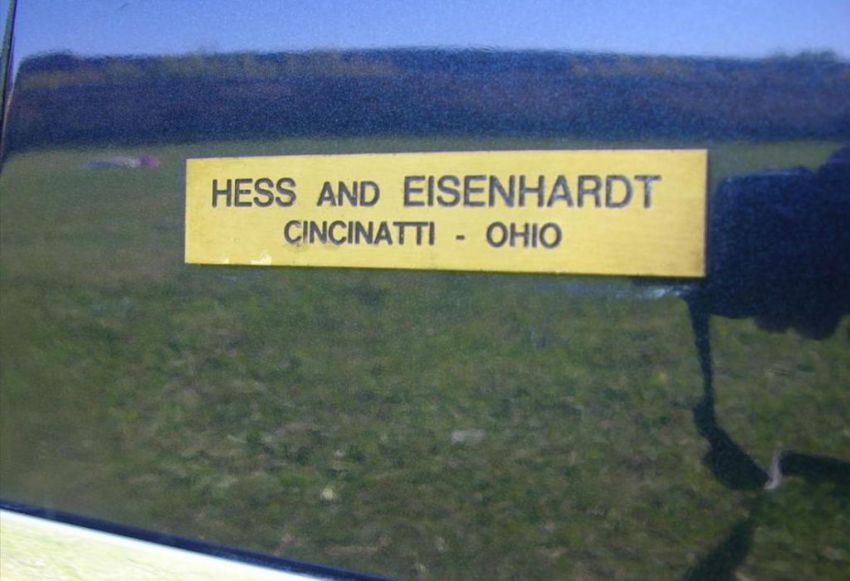 HESS AND EISENHARDT
CINCINATTI - OHIO